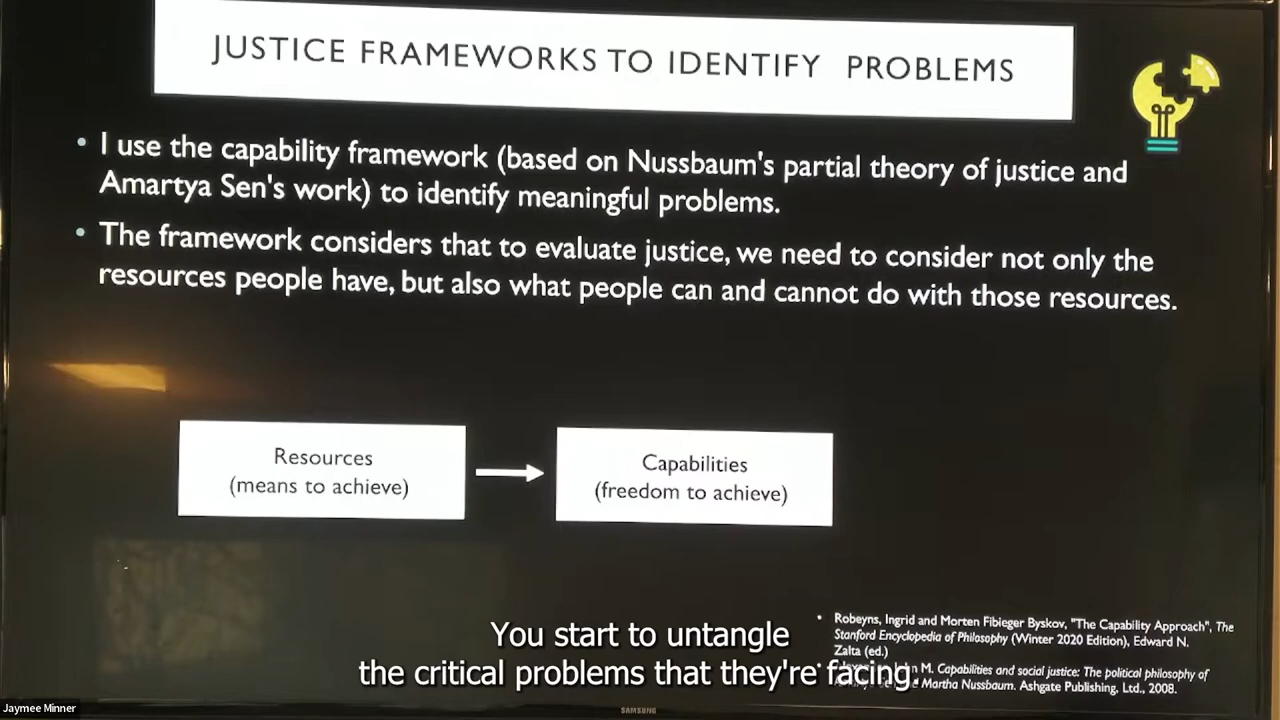 JUSTICE FRAMEWORKS TO IDENTIFY PROBLEMS
• I use the capability framework (based on Nussbaum's partial theory of justice and
Amartya Sen's work) to identify meaningful problems.
• The framework considers that to evaluate justice, we need to consider not only the
resources people have, but also what people can and cannot do with those resources.
Resources
(means to achieve)
Capabilities
(freedom to achieve)
• Robeyns, Ingrid and Morten Fibieger Byskov, "The Capability Approach", The
Stanford Encyclopedia of Philosophy (Winter 2020 Edition), Edward N.
Zalta (ed.)
M. Capabilities and social justice: The political philosophy of
Martha Nussbaum. Ashgate Publishing, Ltd., 2008.
You start to untangle
the critical problems that they're facing.
Jaymee Minner
SAMSUNG